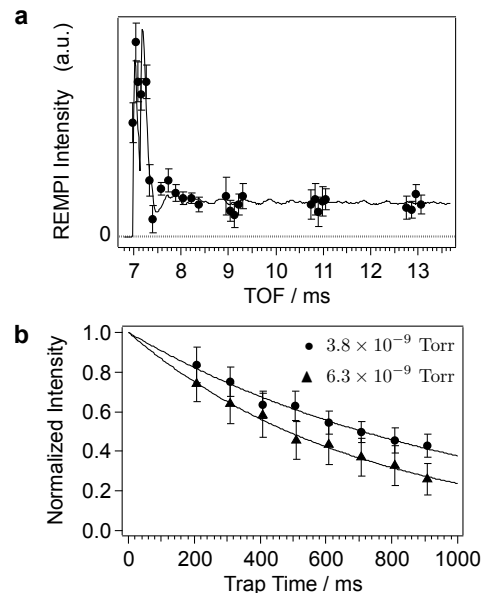 a
REMPI Intensity (a.u.)
0
7 8 9 10 11 12 13
TOF / ms
b
Normalized Intensity
1.0
0.8
0.6
0.4
0.2
0.0
3.8 × 10⁻⁹ Torr
6.3 × 10⁻⁹ Torr
0 200 400 600 800 1000
Trap Time / ms